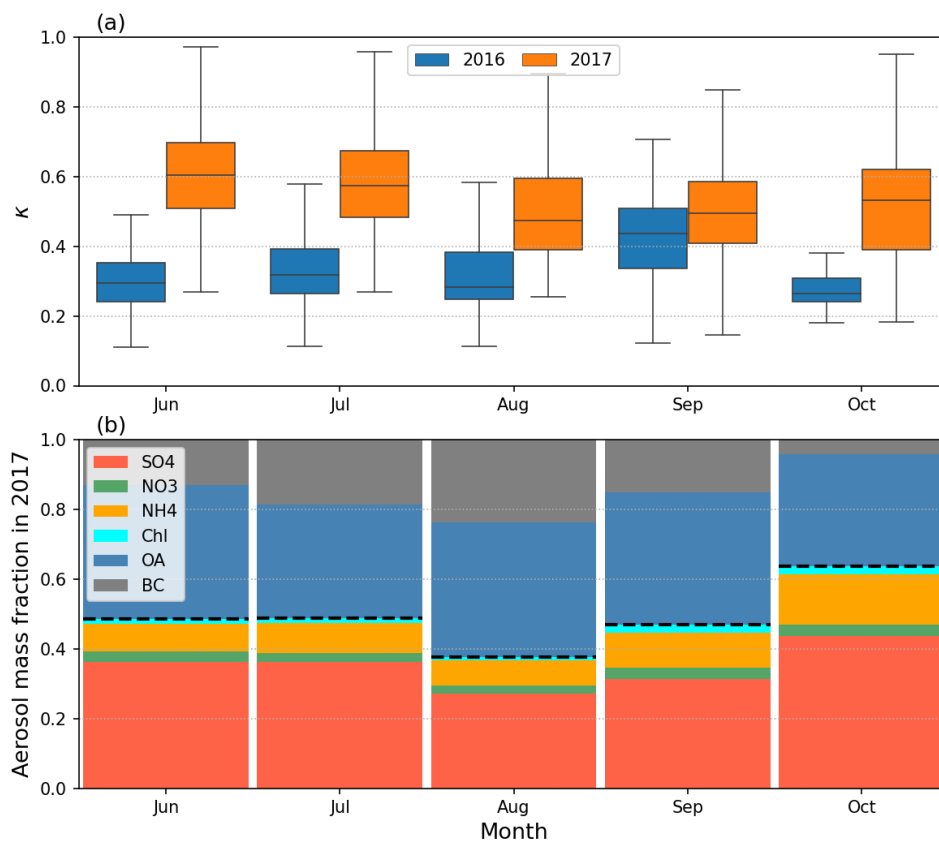 (a)
1.0
0.8
0.6
0.4
0.2
0.0
κ
2016
2017
Jun
Jul
Aug
Sep
Oct
(b)
1.0
0.8
0.6
0.4
0.2
0.0
Aerosol mass fraction in 2017
SO4
NO3
NH4
Chl
OA
BC
Jun
Jul
Aug
Sep
Oct
Month